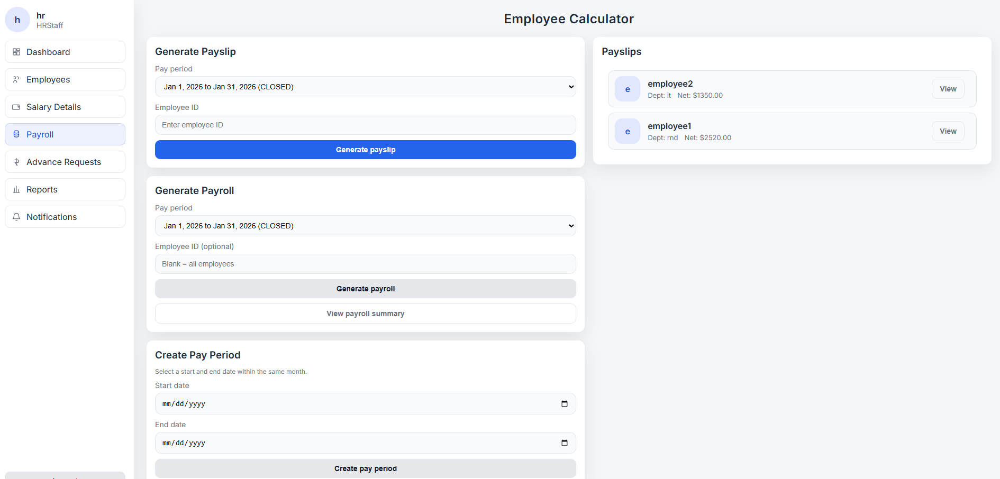 h
hr
HRStaff
Dashboard
Employees
Salary Details
Payroll
Advance Requests
Reports
Notifications
Employee Calculator
Generate Payslip
Pay period
Jan 1, 2026 to Jan 31, 2026 (CLOSED)
Employee ID
Enter employee ID
Generate payslip
Generate Payroll
Pay period
Jan 1, 2026 to Jan 31, 2026 (CLOSED)
Employee ID (optional)
Blank = all employees
Generate payroll
View payroll summary
Create Pay Period
Select a start and end date within the same month.
Start date
mm/dd/yyyy
End date
mm/dd/yyyy
Create pay period
Payslips
e
employee2
Dept: it Net: $1350.00
View
e
employee1
Dept: rnd Net: $2520.00
View